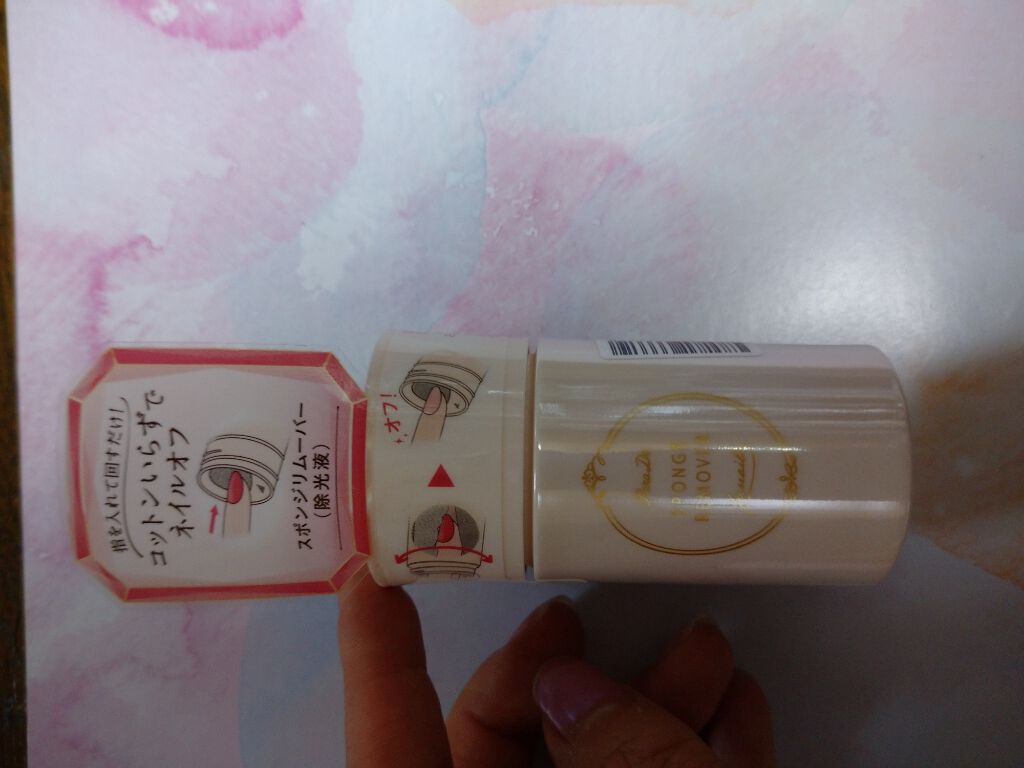 指を入れて回すだけ!
コットンいらずで
ネイルオフ
スポンジリムーバー
(除光液)
オフ!
SPONGE
REMOVER